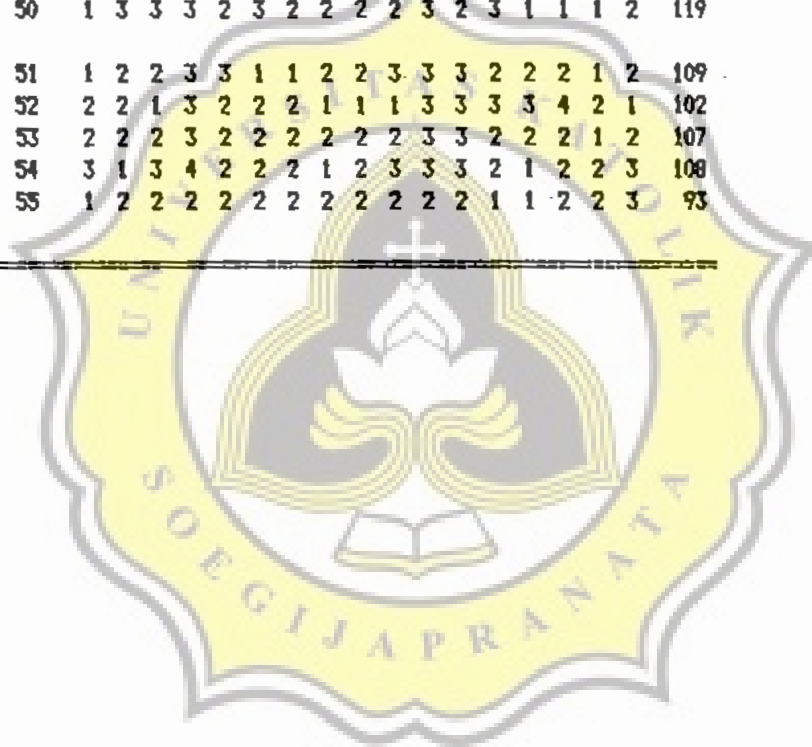 50 1 3 3 3 2 3 2 2 2 2 3 2 3 1 1 1 2 119
51 1 2 2 3 3 1 1 2 2 3 3 3 2 2 2 1 2 109
52 2 2 1 3 2 2 2 1 1 1 3 3 3 3 4 2 1 102
53 2 2 2 3 2 2 2 2 2 2 3 3 2 2 2 1 2 107
54 3 1 3 4 2 2 2 1 2 3 3 3 2 1 2 2 3 108
55 1 2 2 2 2 2 2 2 2 2 2 2 1 1 2 2 3 93
UNIVERSITAS KATOLIK
SOEGIJAPRANATA